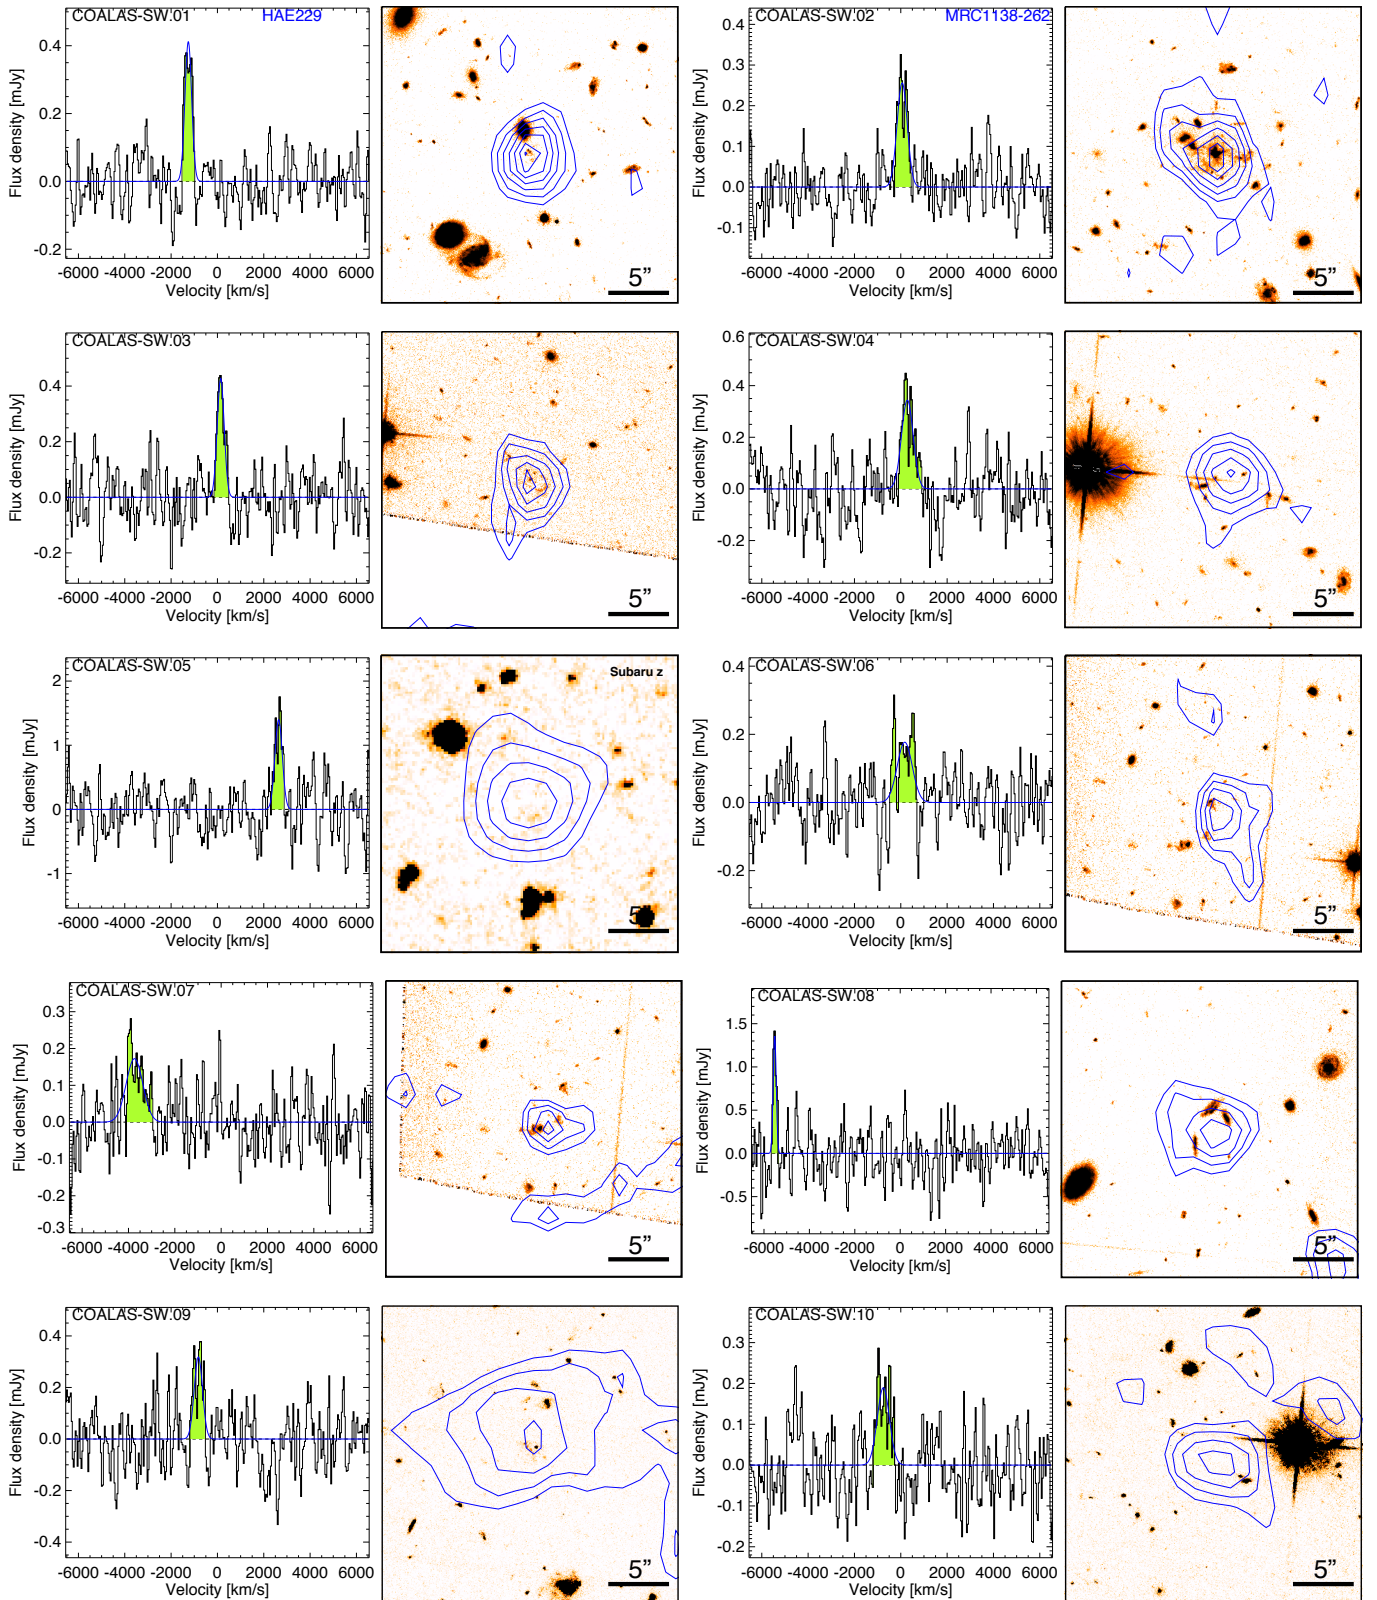 COALAS-SW.01 HAE229
0.4
0.2
0.0
-0.2
Flux density [mJy]
-6000 -4000 -2000 0 2000 4000 6000
Velocity [km/s]
5”
COALAS-SW.02 MRC1138-262
0.4
0.3
0.2
0.1
0.0
-0.1
Flux density [mJy]
-6000 -4000 -2000 0 2000 4000 6000
Velocity [km/s]
5”
COALAS-SW.03
0.4
0.2
0.0
-0.2
Flux density [mJy]
-6000 -4000 -2000 0 2000 4000 6000
Velocity [km/s]
5”
COALAS-SW.04
0.6
0.4
0.2
0.0
-0.2
Flux density [mJy]
-6000 -4000 -2000 0 2000 4000 6000
Velocity [km/s]
5”
COALAS-SW.05
2
1
0
-1
Flux density [mJy]
-6000 -4000 -2000 0 2000 4000 6000
Velocity [km/s]
Subaru z
5”
COALAS-SW.06
0.4
0.2
0.0
-0.2
Flux density [mJy]
-6000 -4000 -2000 0 2000 4000 6000
Velocity [km/s]
5”
COALAS-SW.07
0.3
0.2
0.1
0.0
-0.1
-0.2
-0.3
Flux density [mJy]
-6000 -4000 -2000 0 2000 4000 6000
Velocity [km/s]
5”
COALAS-SW.08
1.5
1.0
0.5
0.0
-0.5
Flux density [mJy]
-6000 -4000 -2000 0 2000 4000 6000
Velocity [km/s]
5”
COALAS-SW.09
0.4
0.2
0.0
-0.2
-0.4
Flux density [mJy]
-6000 -4000 -2000 0 2000 4000 6000
Velocity [km/s]
5”
COALAS-SW.10
0.3
0.2
0.1
0.0
-0.1
-0.2
Flux density [mJy]
-6000 -4000 -2000 0 2000 4000 6000
Velocity [km/s]
5”